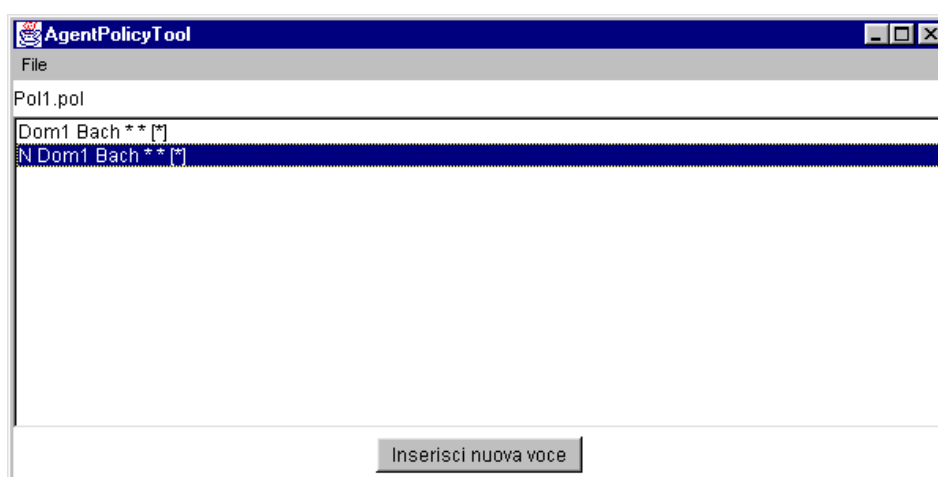 AgentPolicyTool
File
Pol1.pol
Dom1 Bach * * [*]
N Dom1 Bach * * [*]
Inserisci nuova voce